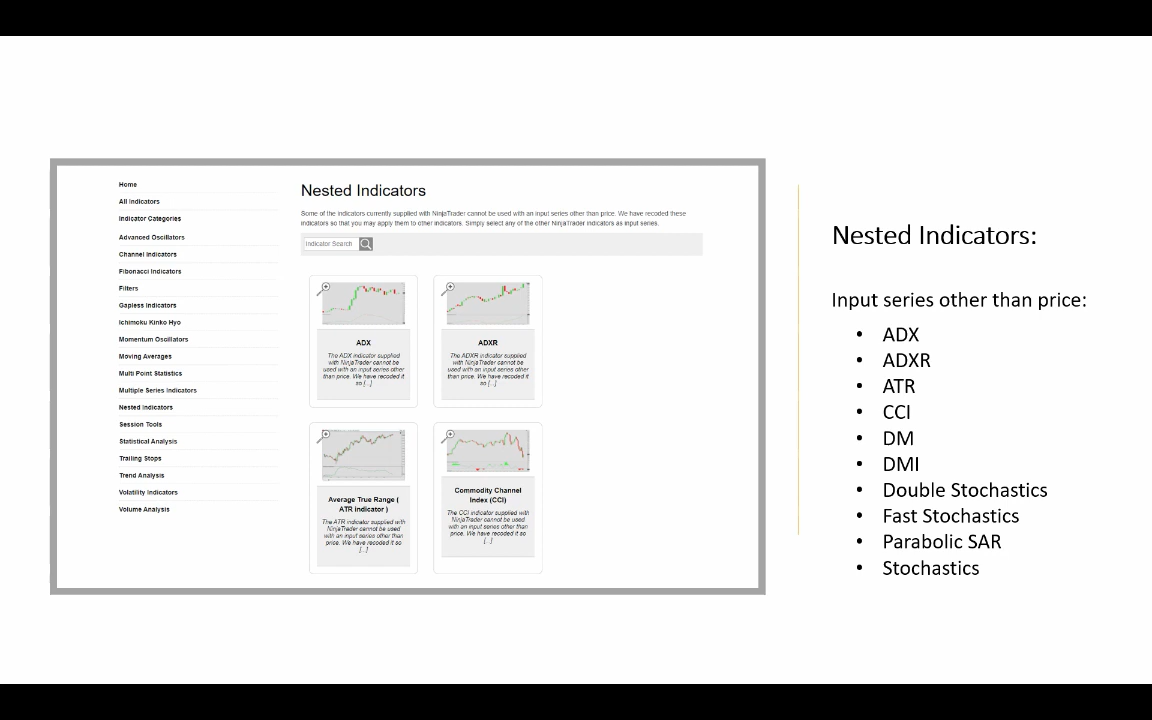 Home
All Indicators
Indicator Categories
Advanced Oscillators
Channel Indicators
Fibonacci Indicators
Filters
Gapless Indicators
Ichimoku Kinko Hyo
Momentum Oscillators
Moving Averages
Multi Point Statistics
Multiple Series Indicators
Nested Indicators
Session Tools
Statistical Analysis
Trailing Stops
Trend Analysis
Volatility Indicators
Volume Analysis
Nested Indicators
Some of the indicators currently supplied with NinjaTrader cannot be used with an input series other than price. We have recoded these
indicators so that you may apply them to other indicators. Simply select any of the other NinjaTrader indicators as input series.
Indicator Search
ADX
The ADX indicator supplied
with NinjaTrader cannot be
used with an input series other
than price. We have recoded it
so [...]
ADXR
The ADXR indicator supplied
with NinjaTrader cannot be
used with an input series other
than price. We have recoded it
so [...]
Average True Range (
ATR indicator )
The ATR indicator supplied with
NinjaTrader cannot be used
with an input series other than
price. We have recoded it so
[...]
Commodity Channel
Index (CCI)
The CCI indicator supplied with
NinjaTrader cannot be used
with an input series other than
price. We have recoded it so
[...]
Nested Indicators:
Input series other than price:
• ADX
• ADXR
• ATR
• CCI
• DM
• DMI
• Double Stochastics
• Fast Stochastics
• Parabolic SAR
• Stochastics